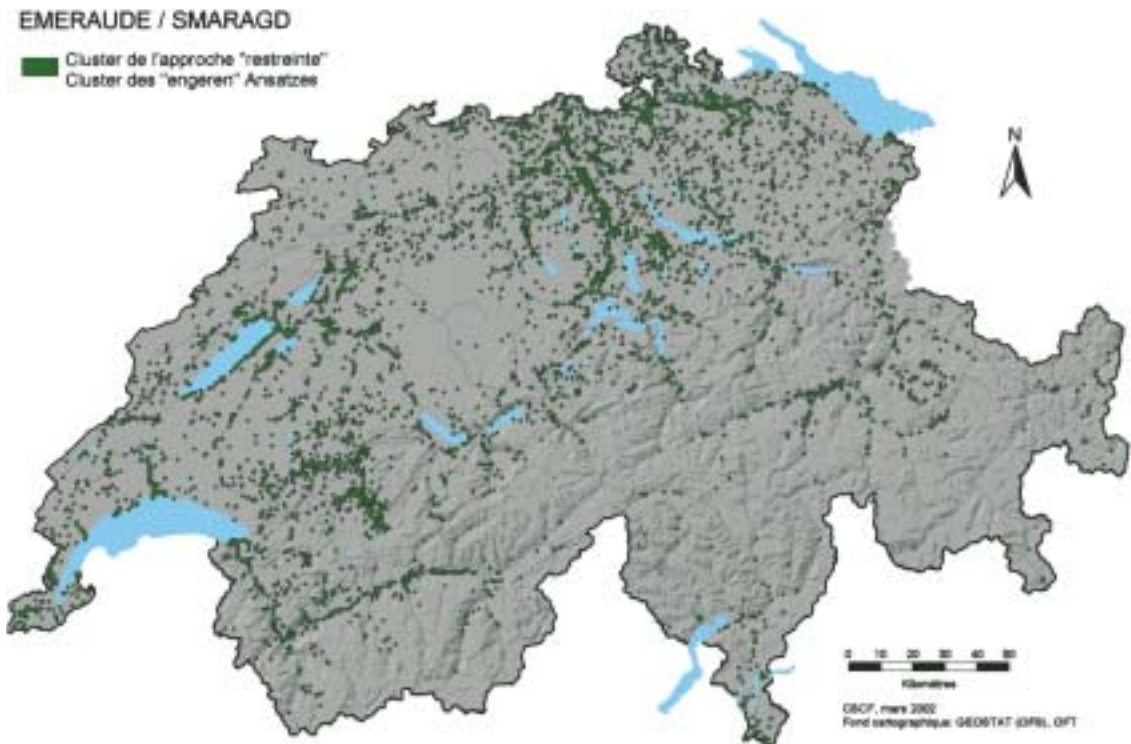 EMERAUDE / SMARAGD
Cluster de l'approche "restreinte"
Cluster des "engeren" Ansatzes
N
0 10 20 30 40 50
Kilomètres
CSCF, mars 2002
Fond cartographique: GEOSTAT (OFS), OFT